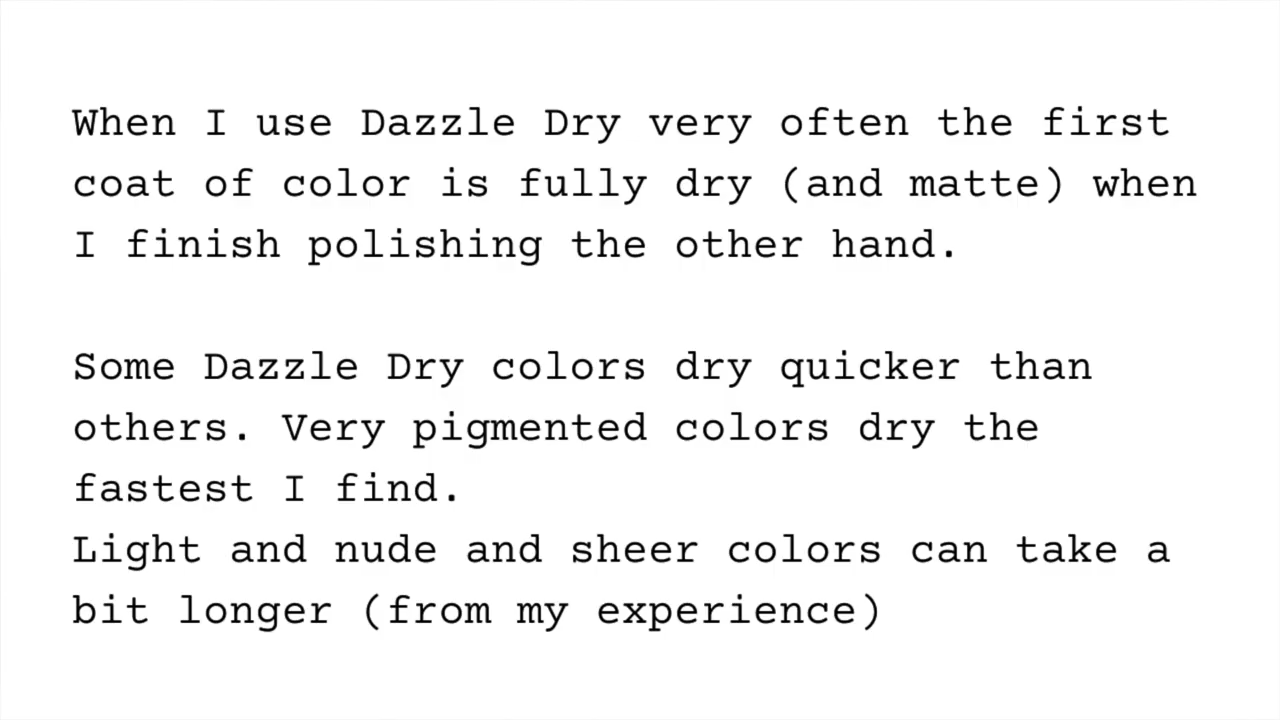 When I use Dazzle Dry very often the first
coat of color is fully dry (and matte) when
I finish polishing the other hand.
Some Dazzle Dry colors dry quicker than
others. Very pigmented colors dry the
fastest I find.
Light and nude and sheer colors can take a
bit longer (from my experience)